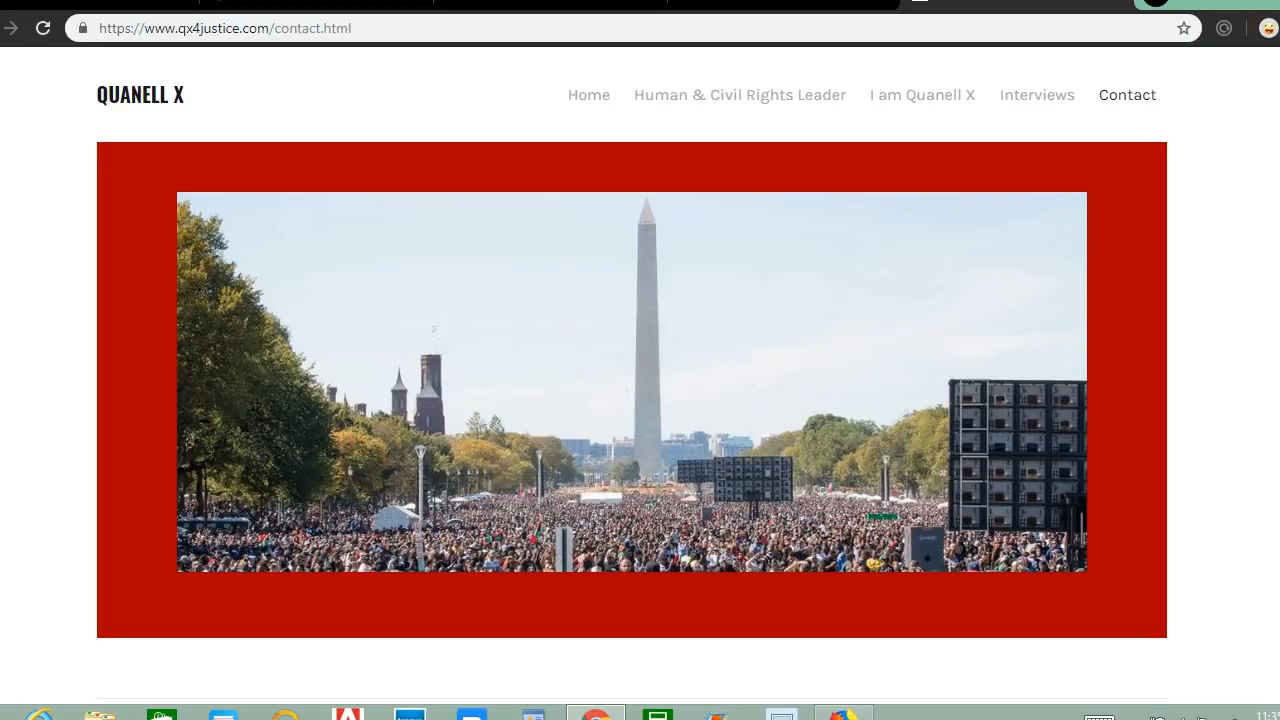 https://www.qx4justice.com/contact.html
QUANELL X
Home Human & Civil Rights Leader I am Quanell X Interviews Contact